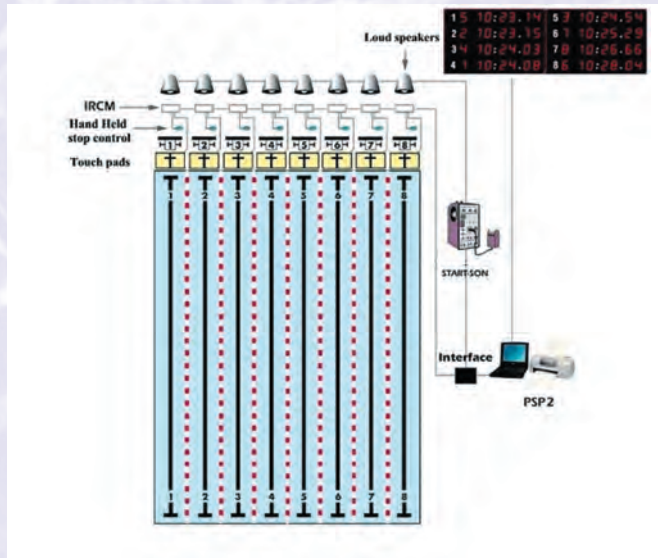 1 5 10:23.14 5 3 10:24.54
2 2 10:23.15 6 1 10:25.29
3 4 10:24.03 7 8 10:26.66
4 1 10:24.08 8 6 10:28.04
Loud speakers
IRCM
Hand Held
stop control
1 2 3 4 5 6 7 8
Touch pads
1 2 3 4 5 6 7 8
START-SON
Interface
PSP2
1 2 3 4 5 6 7 8